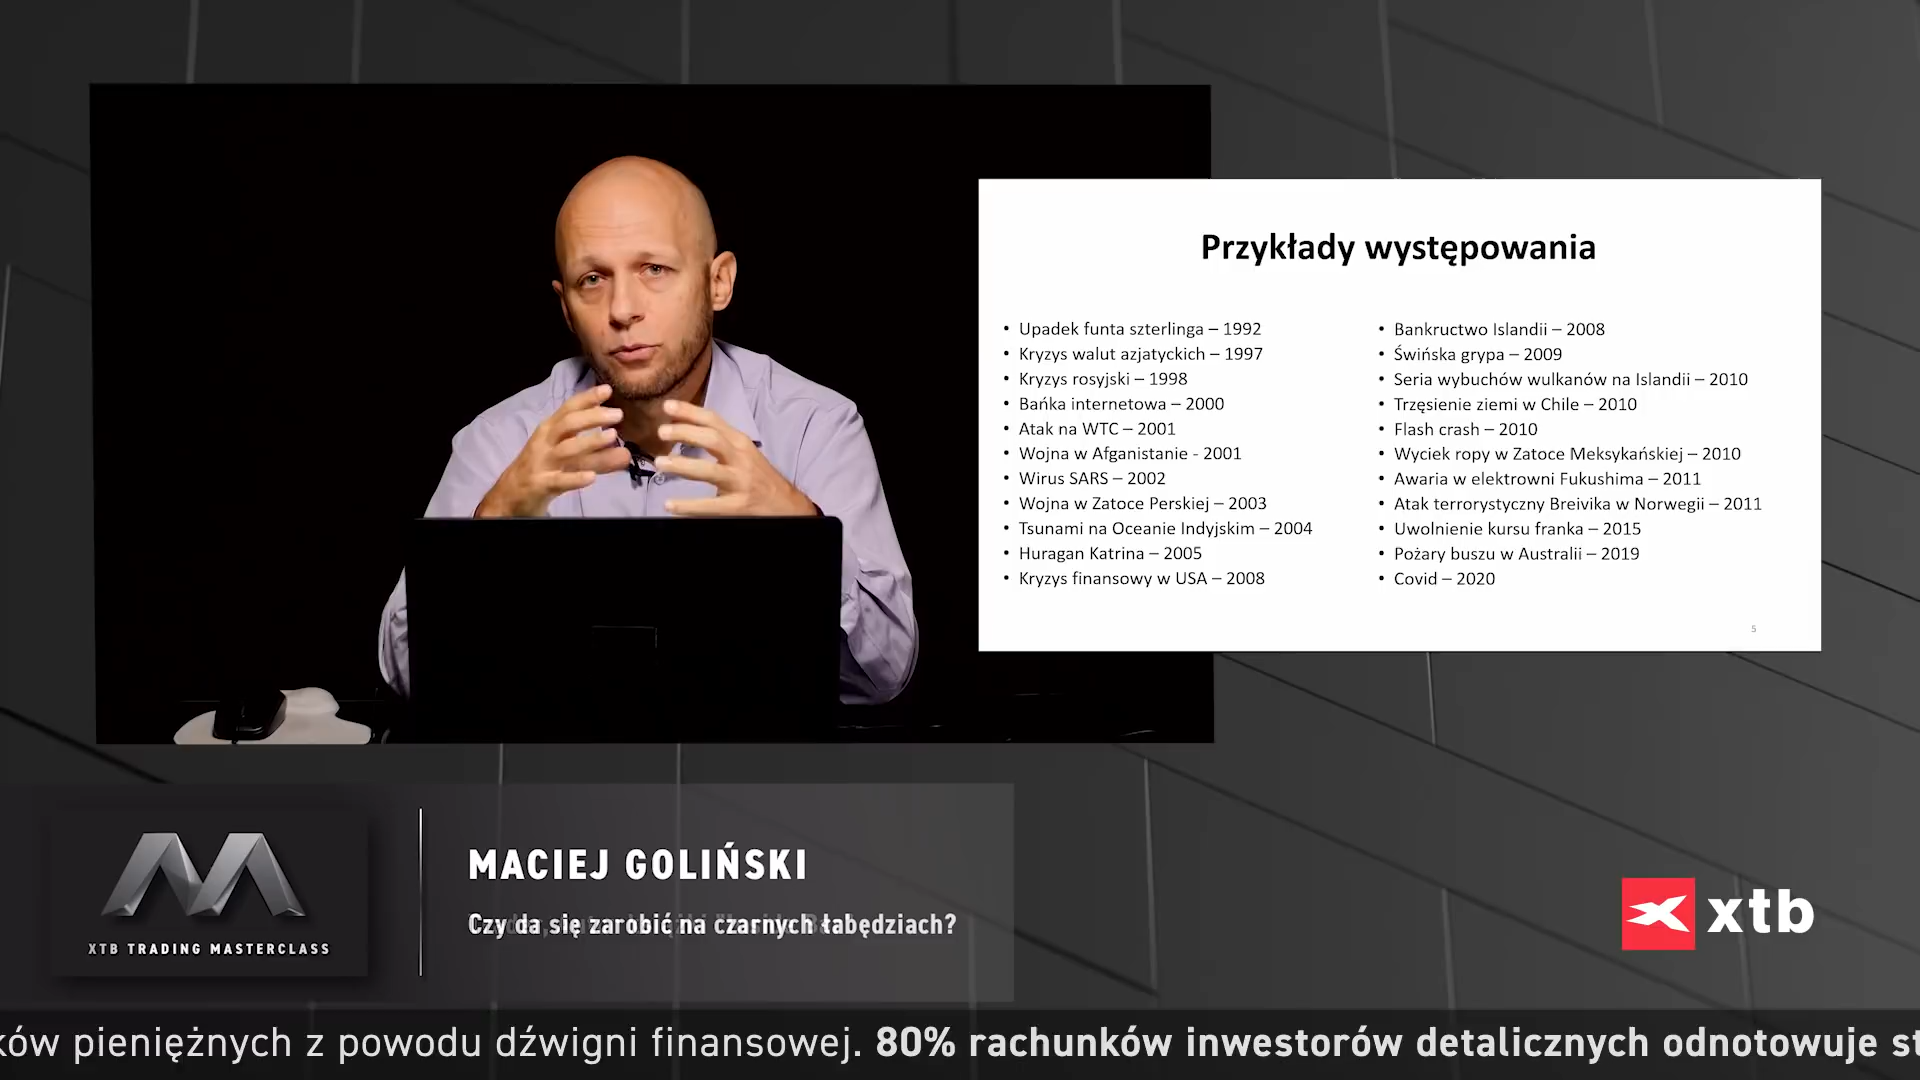 Przykłady występowania
• Upadek funta szterlinga – 1992
• Kryzys walut azjatyckich – 1997
• Kryzys rosyjski – 1998
• Bańka internetowa – 2000
• Atak na WTC – 2001
• Wojna w Afganistanie - 2001
• Wirus SARS – 2002
• Wojna w Zatoce Perskiej – 2003
• Tsunami na Oceanie Indyjskim – 2004
• Huragan Katrina – 2005
• Kryzys finansowy w USA – 2008
• Bankructwo Islandii – 2008
• Świńska grypa – 2009
• Seria wybuchów wulkanów na Islandii – 2010
• Trzęsienie ziemi w Chile – 2010
• Flash crash – 2010
• Wyciek ropy w Zatoce Meksykańskiej – 2010
• Awaria w elektrowni Fukushima – 2011
• Atak terrorystyczny Breivika w Norwegii – 2011
• Uwolnienie kursu franka – 2015
• Pożary buszu w Australii – 2019
• Covid – 2020
5
XTB TRADING MASTERCLASS
MACIEJ GOLIŃSKI
Czy da się zarobić na czarnych łabędziach?
xtb
ków pieniężnych z powodu dźwigni finansowej. 80% rachunków inwestorów detalicznych odnotowuje st